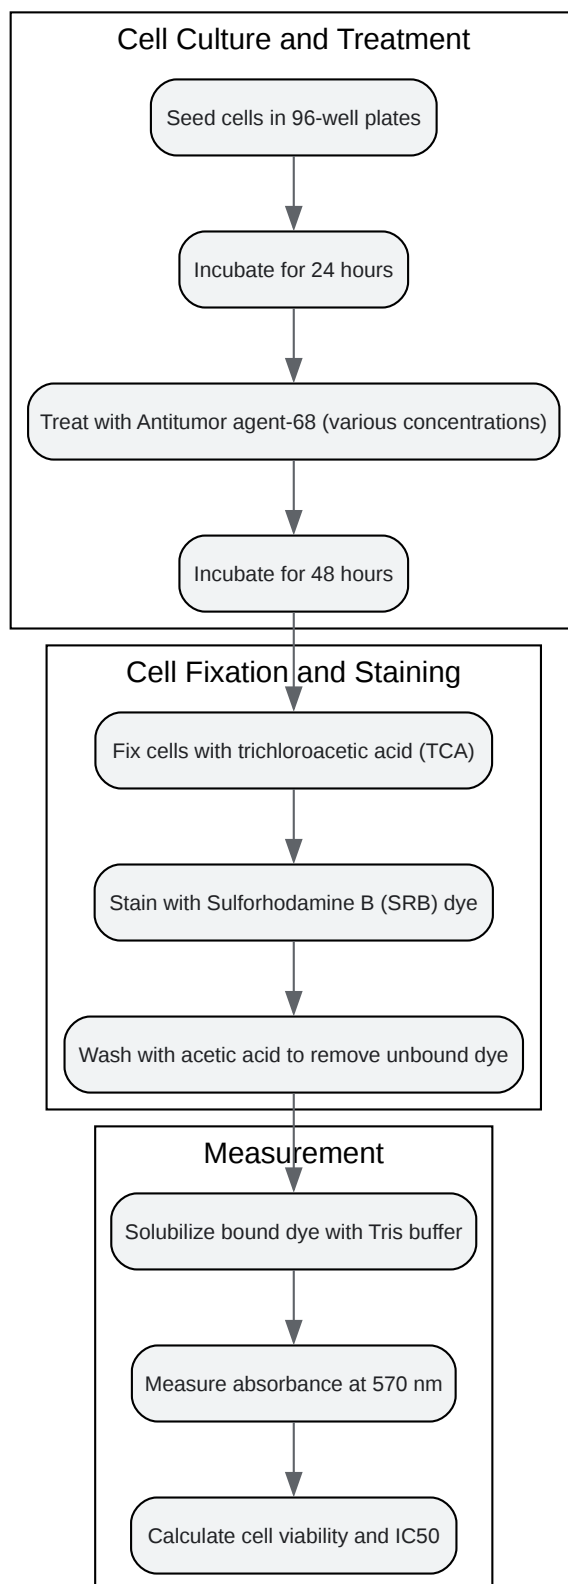 Cell Culture and Treatment
Seed cells in 96-well plates
Incubate for 24 hours
Treat with Antitumor agent-68 (various concentrations)
Incubate for 48 hours
Cell Fixation and Staining
Fix cells with trichloroacetic acid (TCA)
Stain with Sulforhodamine B (SRB) dye
Wash with acetic acid to remove unbound dye
Measurement
Solubilize bound dye with Tris buffer
Measure absorbance at 570 nm
Calculate cell viability and IC50